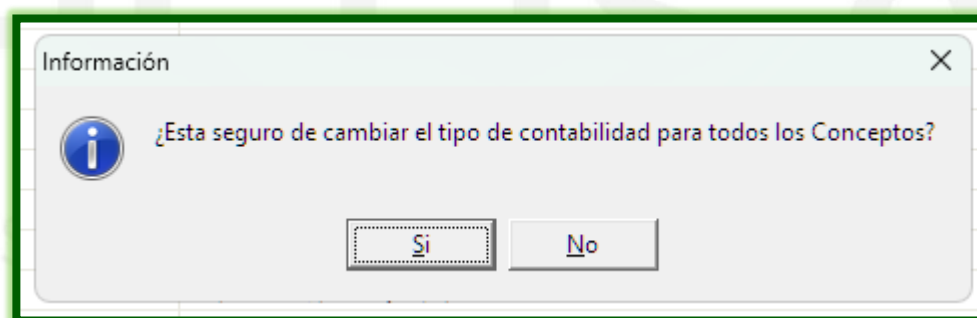 Información
¿Esta seguro de cambiar el tipo de contabilidad para todos los Conceptos?
Si
No